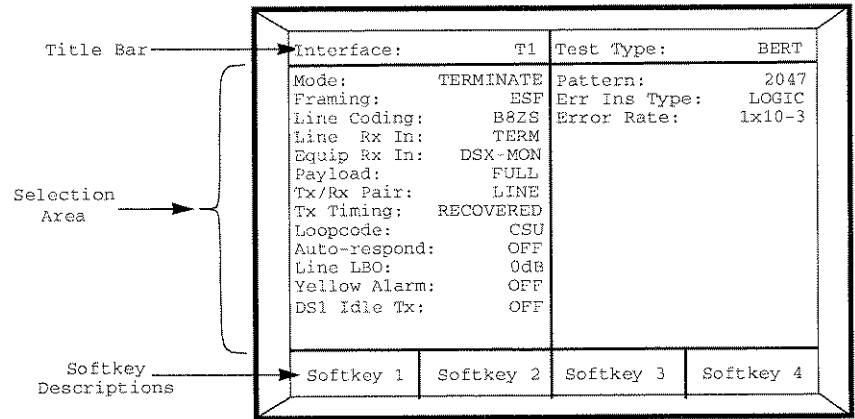 Title Bar
Interface: T1
Test Type: BERT
Mode: TERMINATE
Framing: ESF
Line Coding: B8ZS
Line Rx In: TERM
Equip Rx In: DSX-MON
Payload: FULL
Tx/Rx Pair: LINE
Tx Timing: RECOVERED
Loopcode: CSU
Auto-respond: OFF
Line LBO: 0dB
Yellow Alarm: OFF
DS1 Idle Tx: OFF
Pattern: 2047
Err Ins Type: LOGIC
Error Rate: 1x10-3
Selection
Area
Softkey
Descriptions
Softkey 1
Softkey 2
Softkey 3
Softkey 4